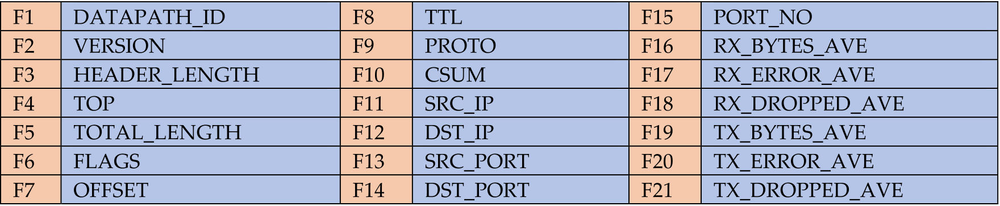 F1 DATAPATH_ID F8 TTL F15 PORT_NO
F2 VERSION F9 PROTO F16 RX_BYTES_AVE
F3 HEADER_LENGTH F10 CSUM F17 RX_ERROR_AVE
F4 TOP F11 SRC_IP F18 RX_DROPPED_AVE
F5 TOTAL_LENGTH F12 DST_IP F19 TX_BYTES_AVE
F6 FLAGS F13 SRC_PORT F20 TX_ERROR_AVE
F7 OFFSET F14 DST_PORT F21 TX_DROPPED_AVE